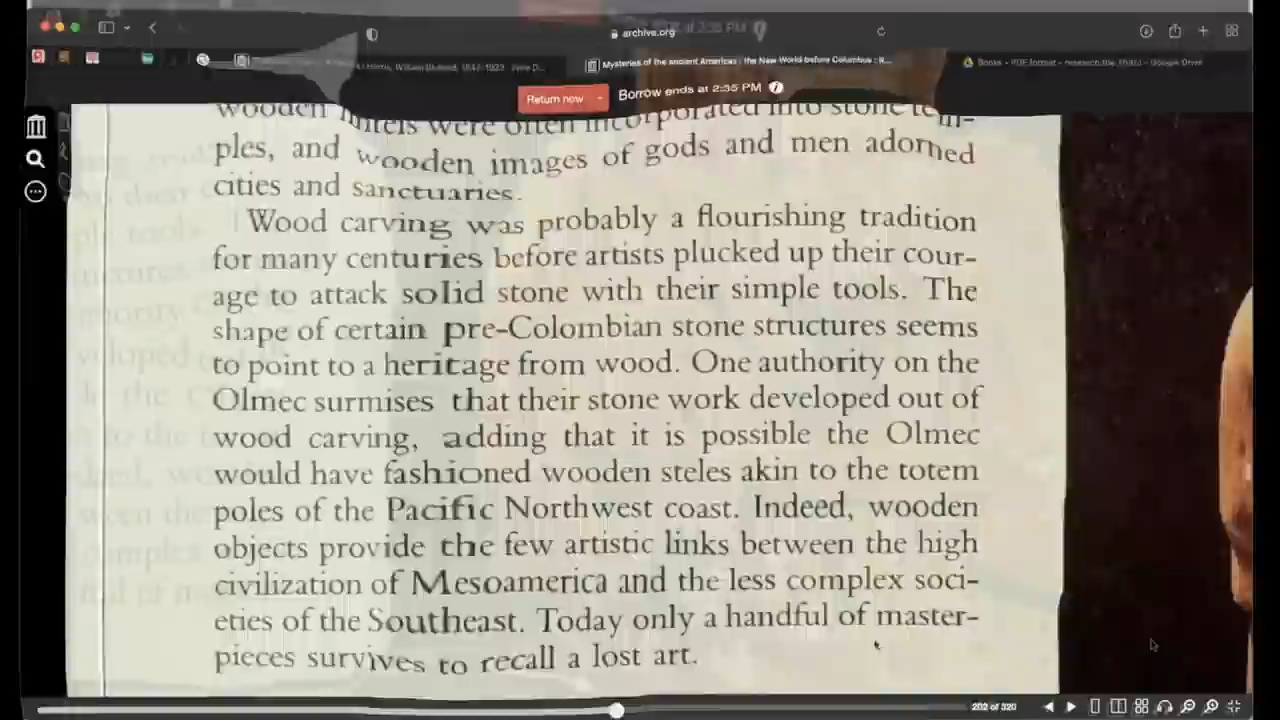 archive.org
Mysteries of the ancient Americas : the New World before Columbus : R...
Books - PDF format - research the
Google Drive
Return now
Borrow ends at 2:35 PM
wooden lintels were often incorporated into stone tem-
ples, and wooden images of gods and men adorned
cities and sanctuaries.
Wood carving was probably a flourishing tradition
for many centuries before artists plucked up their cour-
age to attack solid stone with their simple tools. The
shape of certain pre-Colombian stone structures seems
to point to a heritage from wood. One authority on the
Olmec surmises that their stone work developed out of
wood carving, adding that it is possible the Olmec
would have fashioned wooden steles akin to the totem
poles of the Pacific Northwest coast. Indeed, wooden
objects provide the few artistic links between the high
civilization of Mesoamerica and the less complex soci-
eties of the Southeast. Today only a handful of master-
pieces survives to recall a lost art.
202 of 320